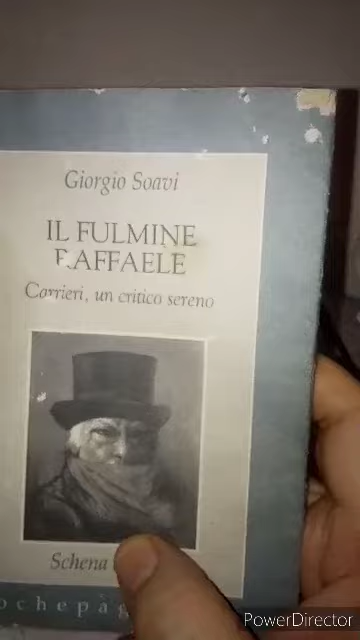 Giorgio Soavi
IL FULMINE
RAFFAELE
Carrieri, un critico sereno
Schena
PowerDirector